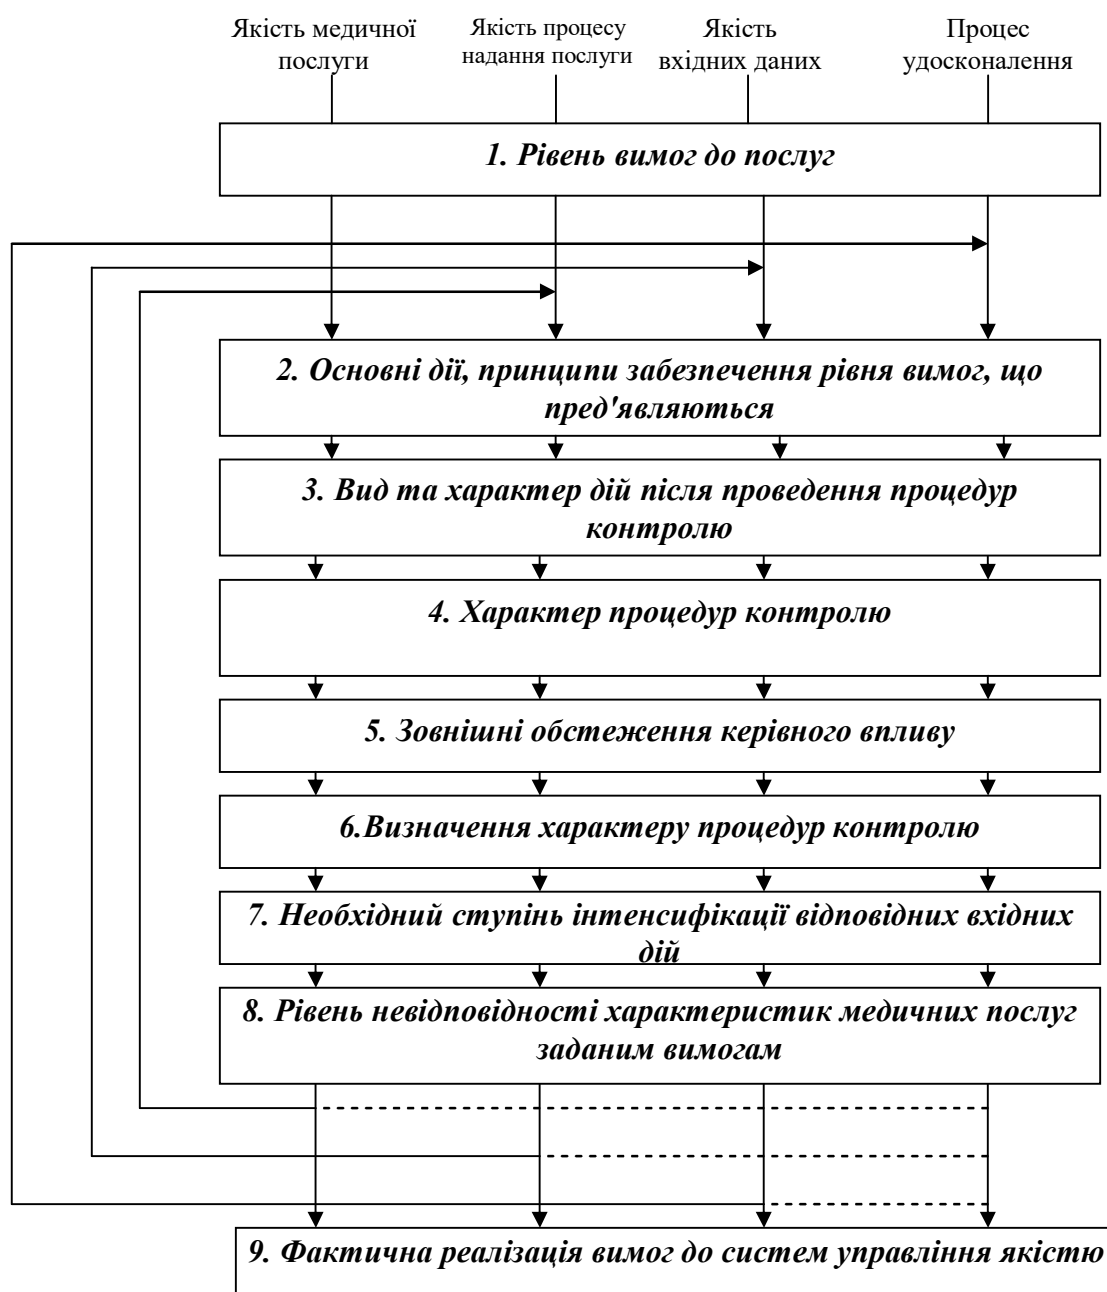 Якість медичної
послуги
Якість процесу
надання послуги
Якість
вхідних даних
Процес
удосконалення
1. Рівень вимог до послуг
2. Основні дії, принципи забезпечення рівня вимог, що
пред'являються
3. Вид та характер дій після проведення процедур
контролю
4. Характер процедур контролю
5. Зовнішні обстеження керівного впливу
6.Визначення характеру процедур контролю
7. Необхідний ступінь інтенсифікації відповідних вхідних
дій
8. Рівень невідповідності характеристик медичних послуг
заданим вимогам
9. Фактична реалізація вимог до систем управління якістю